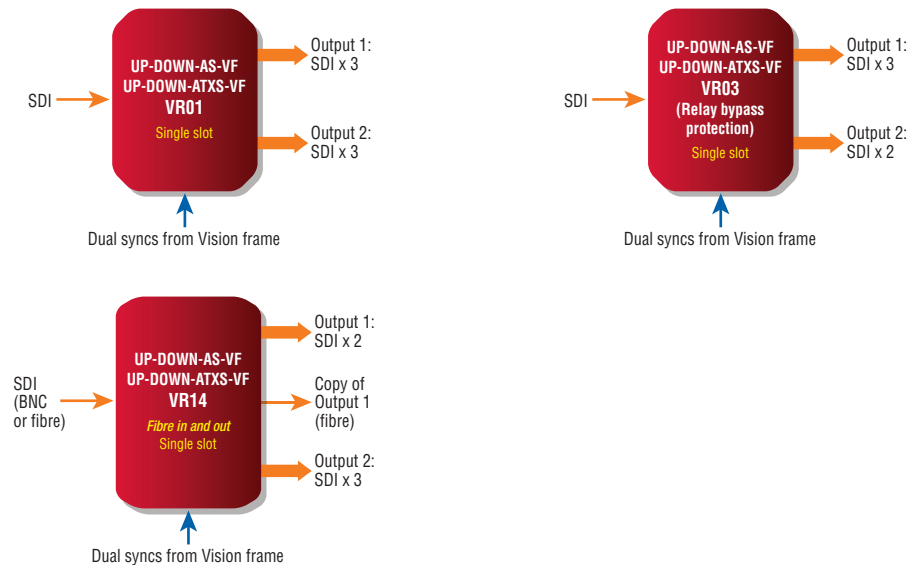 SDI
UP-DOWN-AS-VF
UP-DOWN-ATXS-VF
VR01
Single slot
Output 1:
SDI x 3
Output 2:
SDI x 3
Dual syncs from Vision frame
SDI
UP-DOWN-AS-VF
UP-DOWN-ATXS-VF
VR03
(Relay bypass
protection)
Single slot
Output 1:
SDI x 3
Output 2:
SDI x 2
Dual syncs from Vision frame
SDI
(BNC
or fibre)
UP-DOWN-AS-VF
UP-DOWN-ATXS-VF
VR14
Fibre in and out
Single slot
Output 1:
SDI x 2
Copy of
Output 1
(fibre)
Output 2:
SDI x 3
Dual syncs from Vision frame